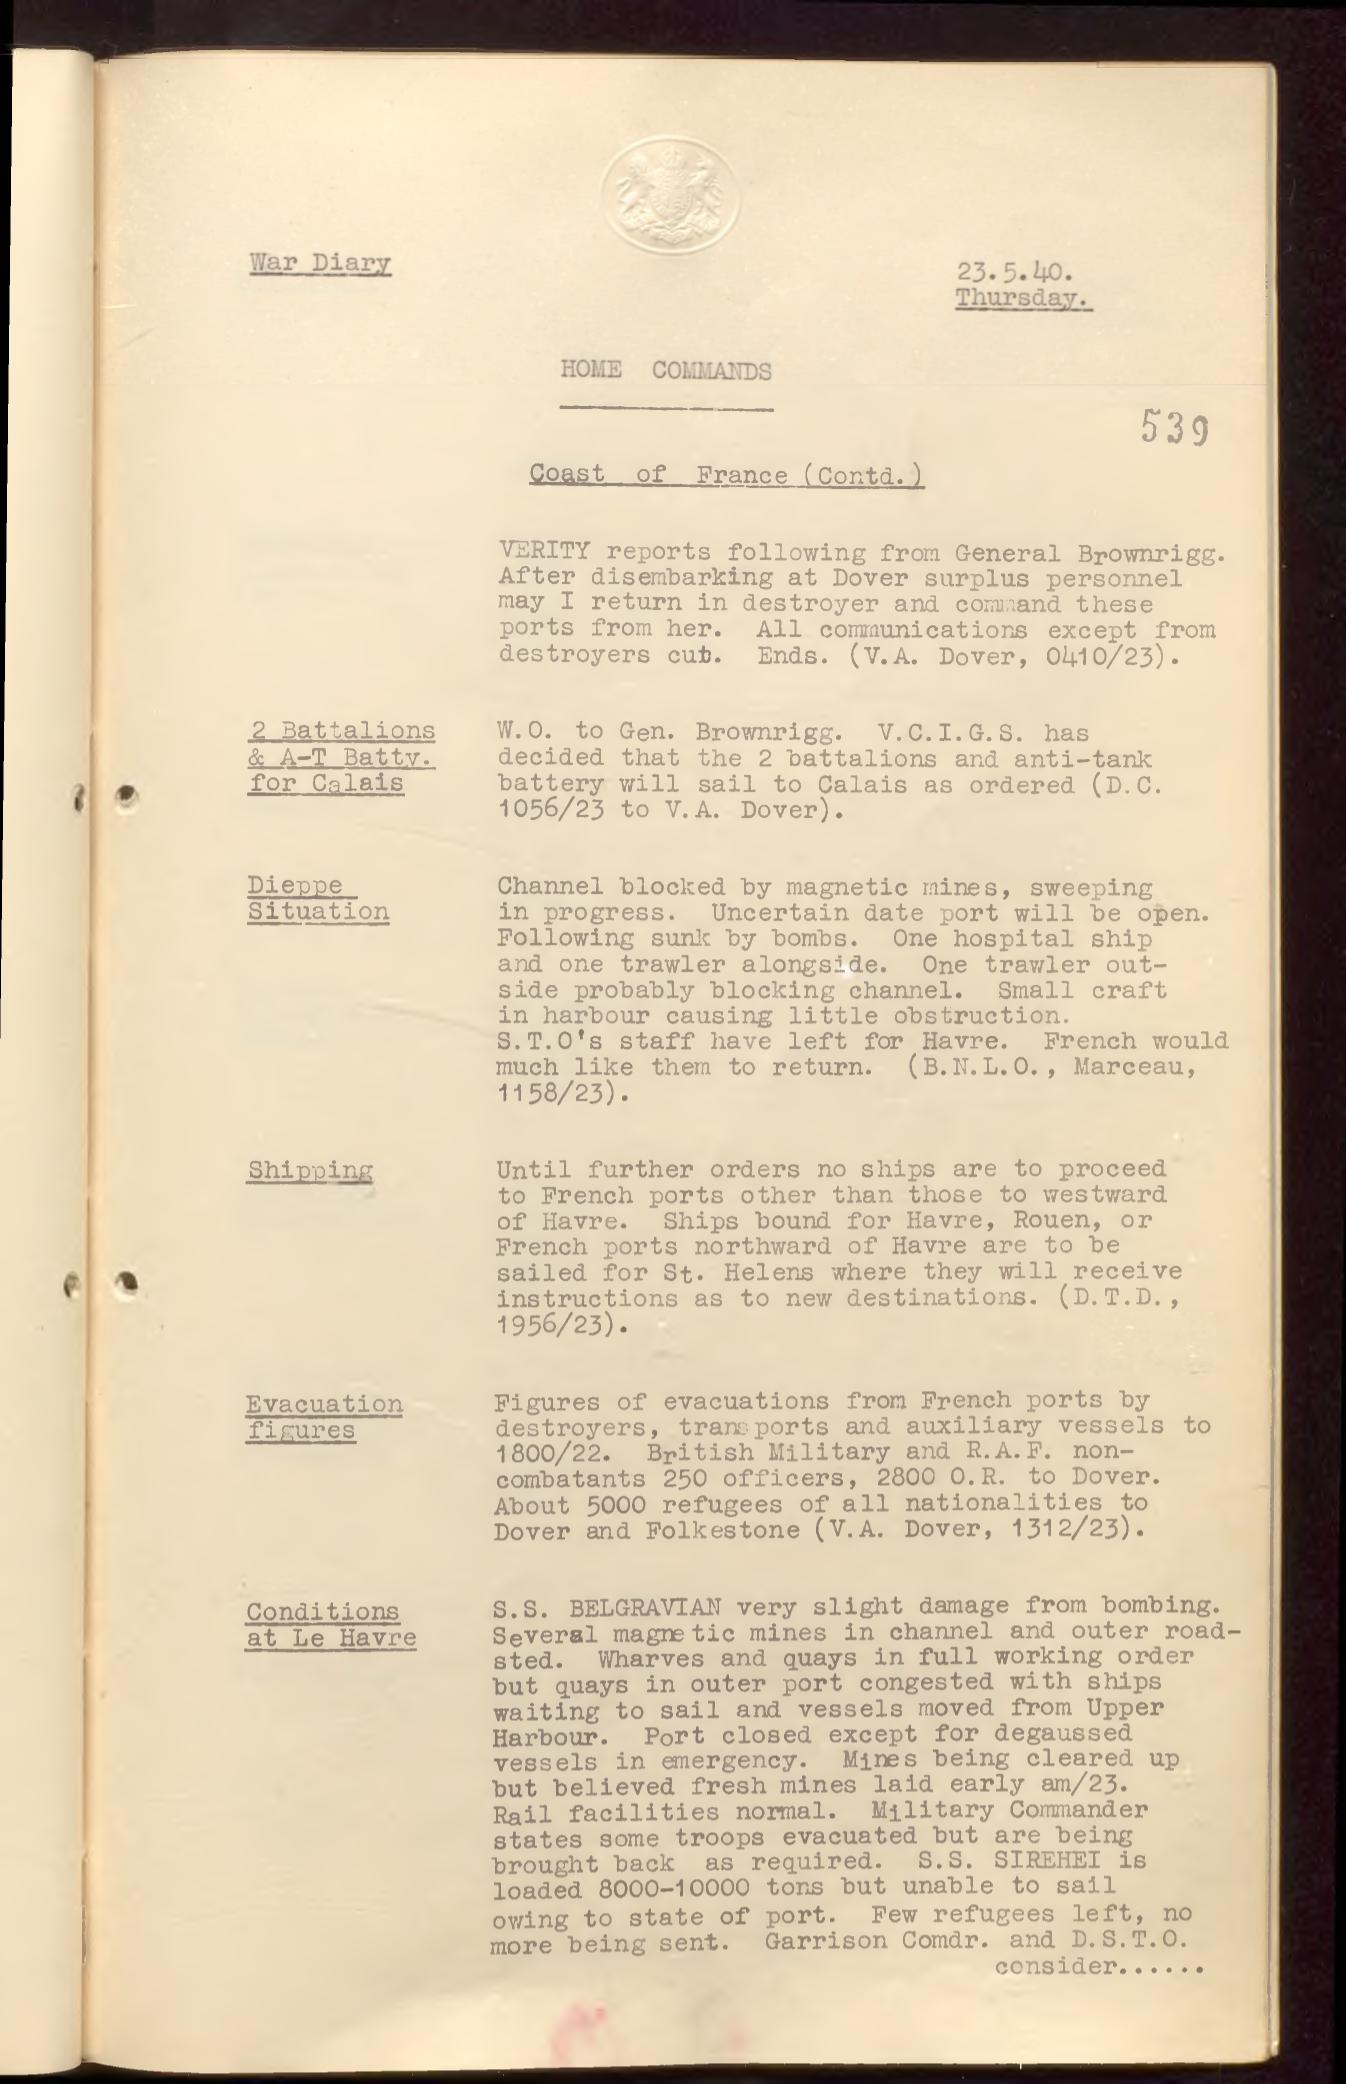 War Diary
23.5.40.
Thursday.
HOME COMMANDS
539
Coast of France (Contd.)
VERITY reports following from General Brownrigg.
After disembarking at Dover surplus personnel
may I return in destroyer and command these
ports from her. All communications except from
destroyers cut. Ends. (V.A. Dover, 0410/23).
2 Battalions
& A-T Batty.
for Calais
W.O. to Gen. Brownrigg. V.C.I.G.S. has
decided that the 2 battalions and anti-tank
battery will sail to Calais as ordered (D.C.
1056/23 to V.A. Dover).
Dieppe
Situation
Channel blocked by magnetic mines, sweeping
in progress. Uncertain date port will be open.
Following sunk by bombs. One hospital ship
and one trawler alongside. One trawler out-
side probably blocking channel. Small craft
in harbour causing little obstruction.
S.T.O's staff have left for Havre. French would
much like them to return. (B.N.L.O., Marceau,
1158/23).
Shipping
Until further orders no ships are to proceed
to French ports other than those to westward
of Havre. Ships bound for Havre, Rouen, or
French ports northward of Havre are to be
sailed for St. Helens where they will receive
instructions as to new destinations. (D.T.D.,
1956/23).
Evacuation
figures
Figures of evacuations from French ports by
destroyers, transports and auxiliary vessels to
1800/22. British Military and R.A.F. non-
combatants 250 officers, 2800 O.R. to Dover.
About 5000 refugees of all nationalities to
Dover and Folkestone (V.A. Dover, 1312/23).
Conditions
at Le Havre
S.S. BELGRAVIAN very slight damage from bombing.
Several magnetic mines in channel and outer road-
sted. Wharves and quays in full working order
but quays in outer port congested with ships
waiting to sail and vessels moved from Upper
Harbour. Port closed except for degaussed
vessels in emergency. Mines being cleared up
but believed fresh mines laid early am/23.
Rail facilities normal. Military Commander
states some troops evacuated but are being
brought back as required. S.S. SIREHEI is
loaded 8000-10000 tons but unable to sail
owing to state of port. Few refugees left, no
more being sent. Garrison Comdr. and D.S.T.O.
consider......